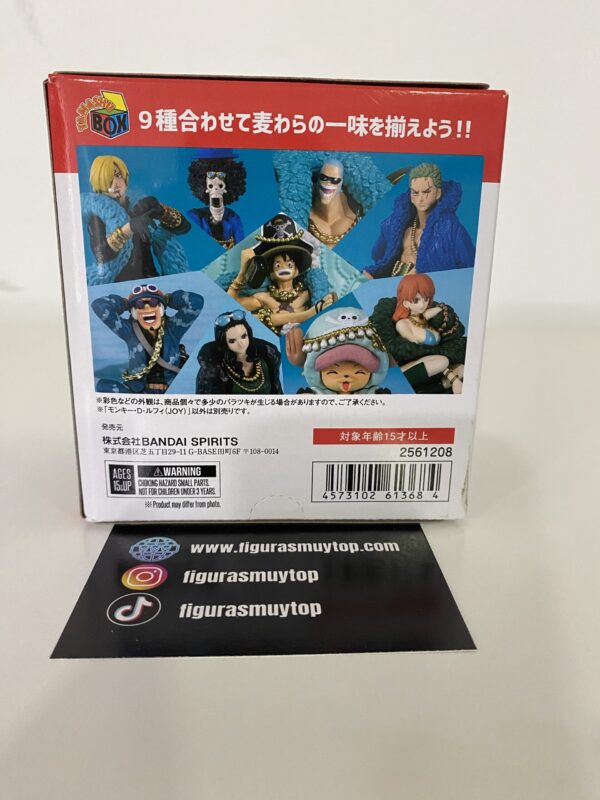 TAMASHII
BOX
9種合わせて麦わらの一味を揃えよう!!
※彩色などの外観は、商品個々で多少のバラツキが生じる場合がありますので、ご了承ください。
※「モンキー・D・ルフィ(JOY)」以外は別売りです。
発売元
株式会社BANDAI SPIRITS
東京都港区芝五丁目29-11 G-BASE田町6F 〒108-0014
対象年齢15才以上
2561208
AGES
15&UP
WARNING
CHOKING HAZARD SMALL PARTS.
NOT FOR CHILDREN UNDER 3 YEARS.
※ Product may differ from photo.
4573102 61368 4
www.figurasmuytop.com
figurasmuytop
figurasmuytop